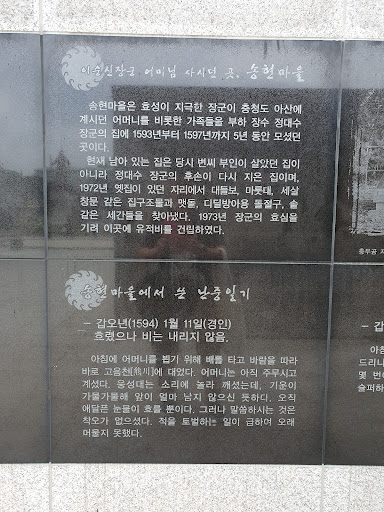 이순신장군 어머님 사시던 곳, 송현마을
송현마을은 효성이 지극한 장군이 충청도 아산에
계시던 어머니를 비롯한 가족들을 부하 장수 정대수
장군의 집에 1593년부터 1597년까지 5년 동안 모셨던
곳이다.
현재 남아 있는 집은 당시 변씨 부인이 살았던 집이
아니라 정대수 장군의 후손이 다시 지은 집이며,
1972년 옛집이 있던 자리에서 대들보, 마룻대, 세살
창문 같은 집구조물과 맷돌, 디딜방아용 돌절구, 솥
같은 세간들을 찾아냈다. 1973년 장군의 효심을
기려 이곳에 유적비를 건립하였다.
송현마을에서 쓴 난중일기
– 갑오년(1594) 1월 11일(경인)
흐렸으나 비는 내리지 않음.
아침에 어머니를 뵙기 위해 배를 타고 바람을 따라
바로 고음천(熊川)에 대었다. 어머니는 아직 주무시고
계셨다. 웅성대는 소리에 놀라 깨셨는데, 기운이
가물가물해 앞이 얼마 남지 않으신 듯하다. 오직
애달픈 눈물이 흐를 뿐이다. 그러나 말씀하시는 것은
착오가 없으셨다. 적을 토벌하는 일이 급하여 오래
머물지 못했다.
충무공
– 갑
아침
드리니
몇 번
슬퍼하